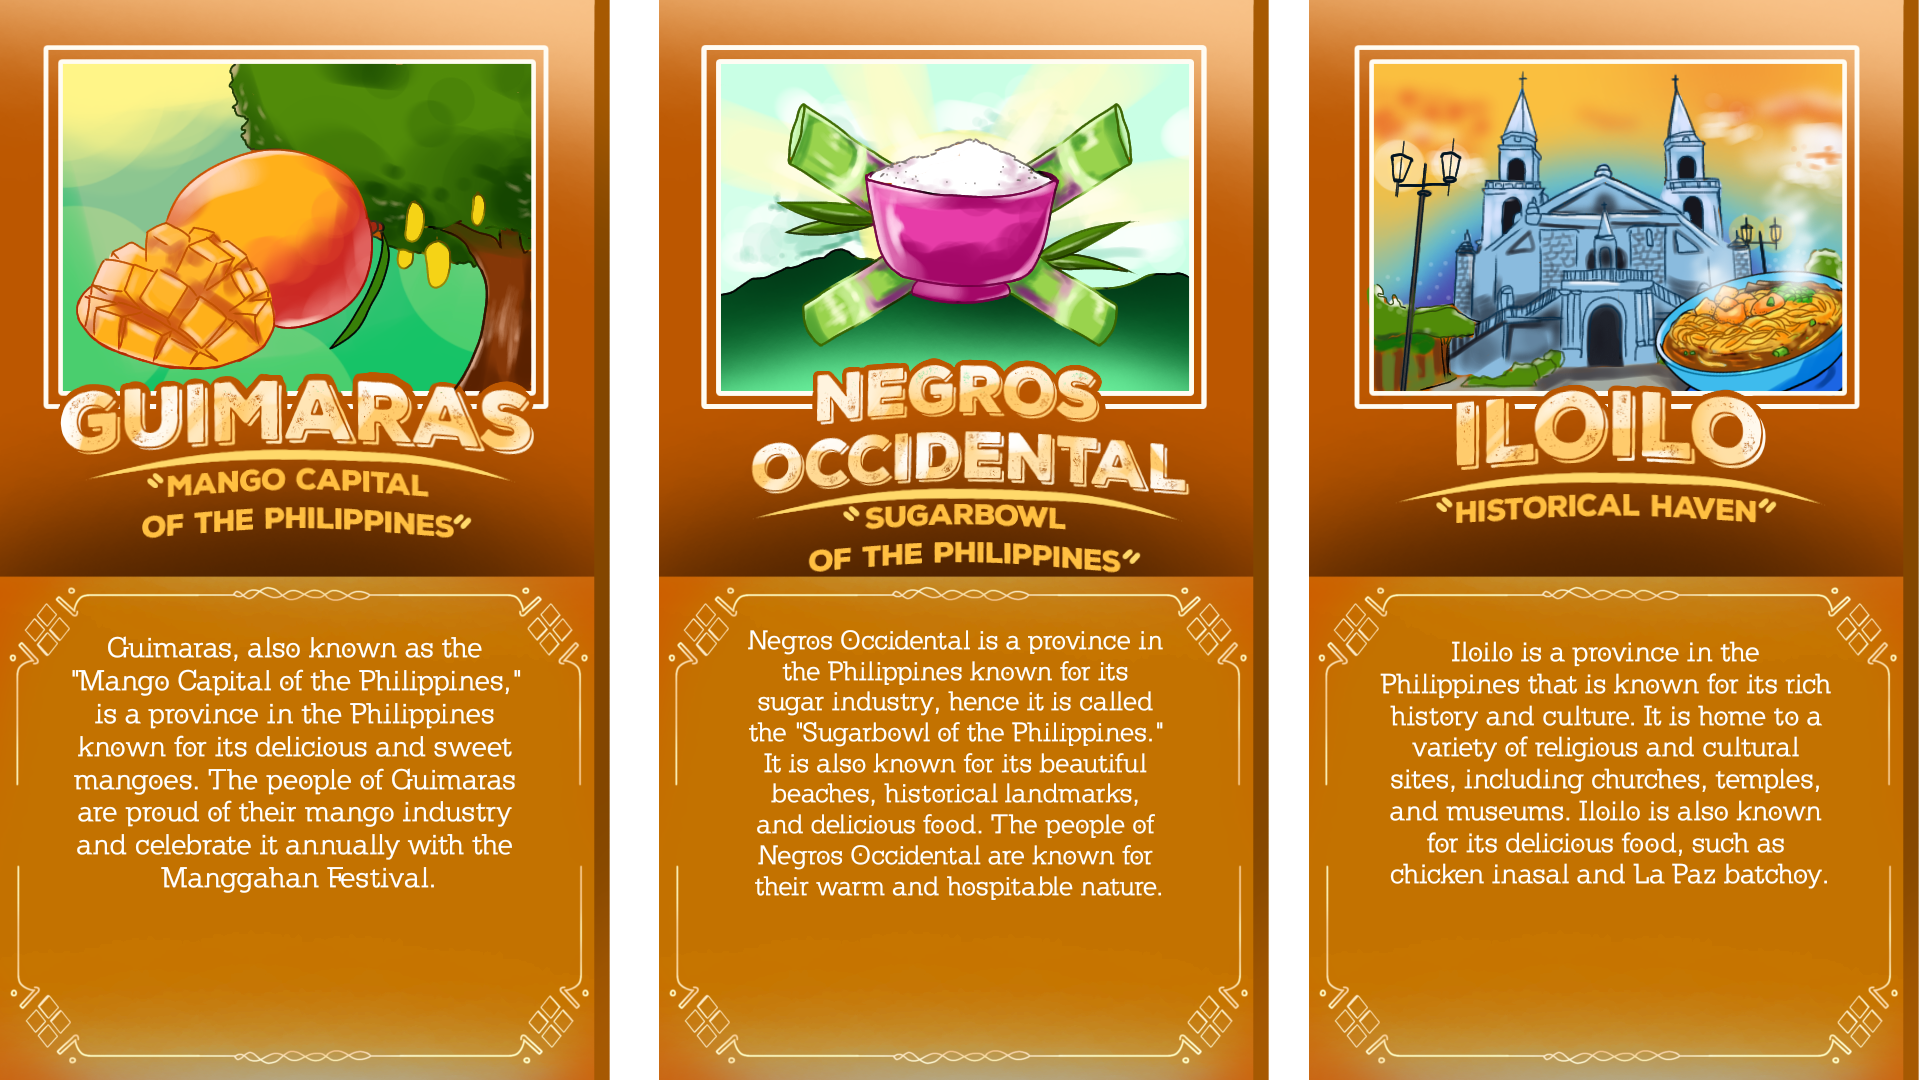 GUIMARAS
"MANGO CAPITAL
OF THE PHILIPPINES"
Guimaras, also known as the
"Mango Capital of the Philippines,"
is a province in the Philippines
known for its delicious and sweet
mangoes. The people of Guimaras
are proud of their mango industry
and celebrate it annually with the
Manggahan Festival.
NEGROS
OCCIDENTAL
"SUGARBOWL
OF THE PHILIPPINES"
Negros Occidental is a province in
the Philippines known for its
sugar industry, hence it is called
the "Sugarbowl of the Philippines."
It is also known for its beautiful
beaches, historical landmarks,
and delicious food. The people of
Negros Occidental are known for
their warm and hospitable nature.
ILOILO
"HISTORICAL HAVEN"
Iloilo is a province in the
Philippines that is known for its rich
history and culture. It is home to a
variety of religious and cultural
sites, including churches, temples,
and museums. Iloilo is also known
for its delicious food, such as
chicken inasal and La Paz batchoy.